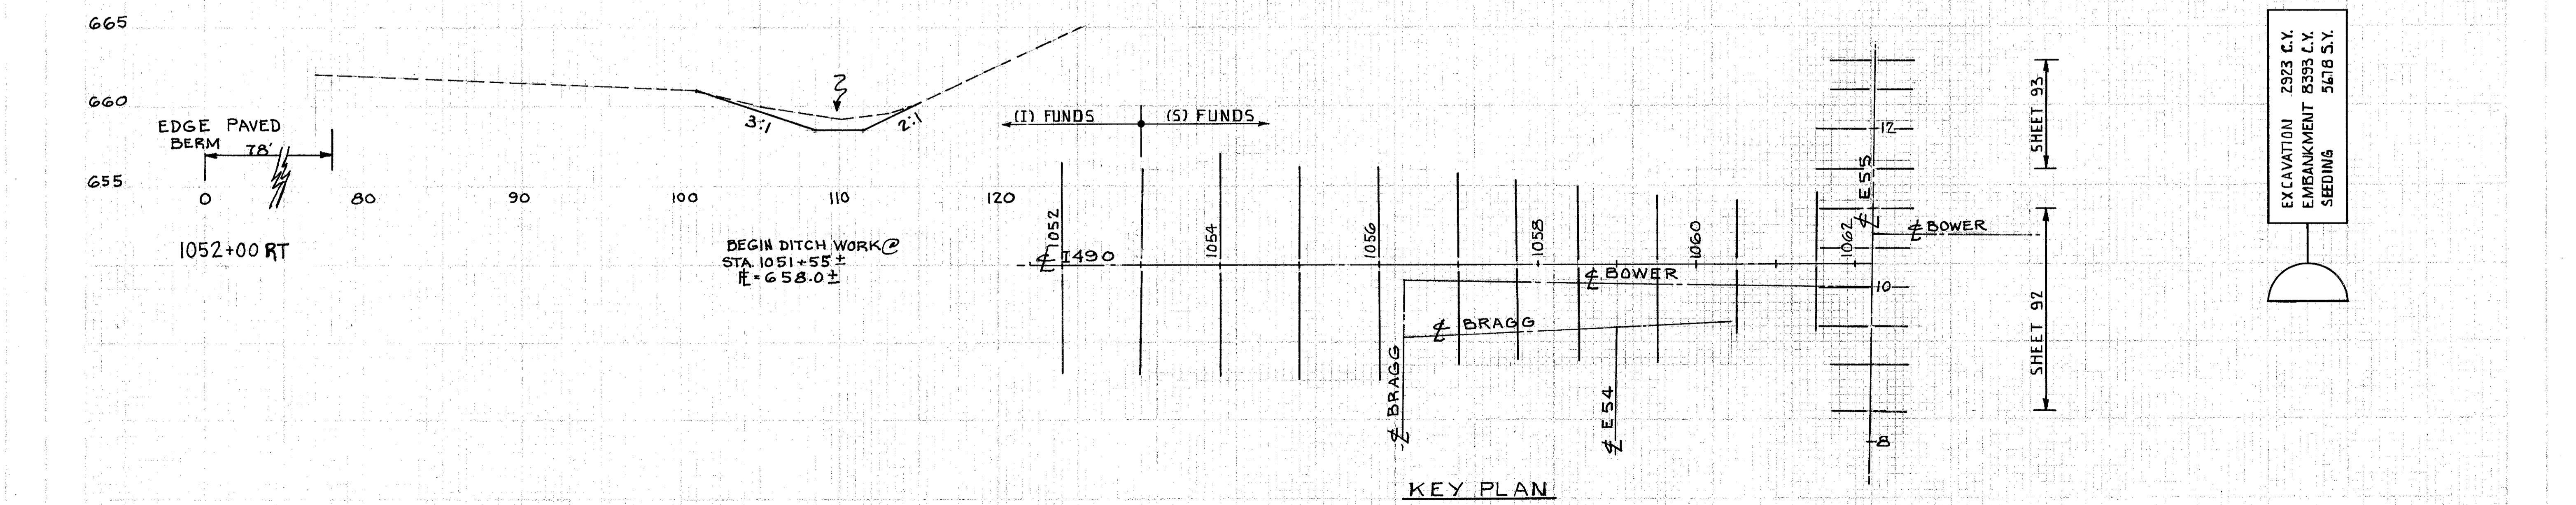 665
660
655
EDGE PAVED
BERM
78'
3:1
2:1
0
80
90
100
110
120
1052+00 RT
BEGIN DITCH WORK @
STA. 1051+55 ±
℄ = 658.0 ±
(I) FUNDS
(S) FUNDS
1052
1054
1056
1058
1060
1062
℄ I490
℄ BOWER
℄ BRAGG
℄ BRAGG
℄ E 54
℄ E 55
℄ BOWER
12
10
8
SHEET 93
SHEET 92
KEY PLAN
EXCAVATION 2923 C.Y.
EMBANKMENT 8393 C.Y.
SEEDING 5678 S.Y.